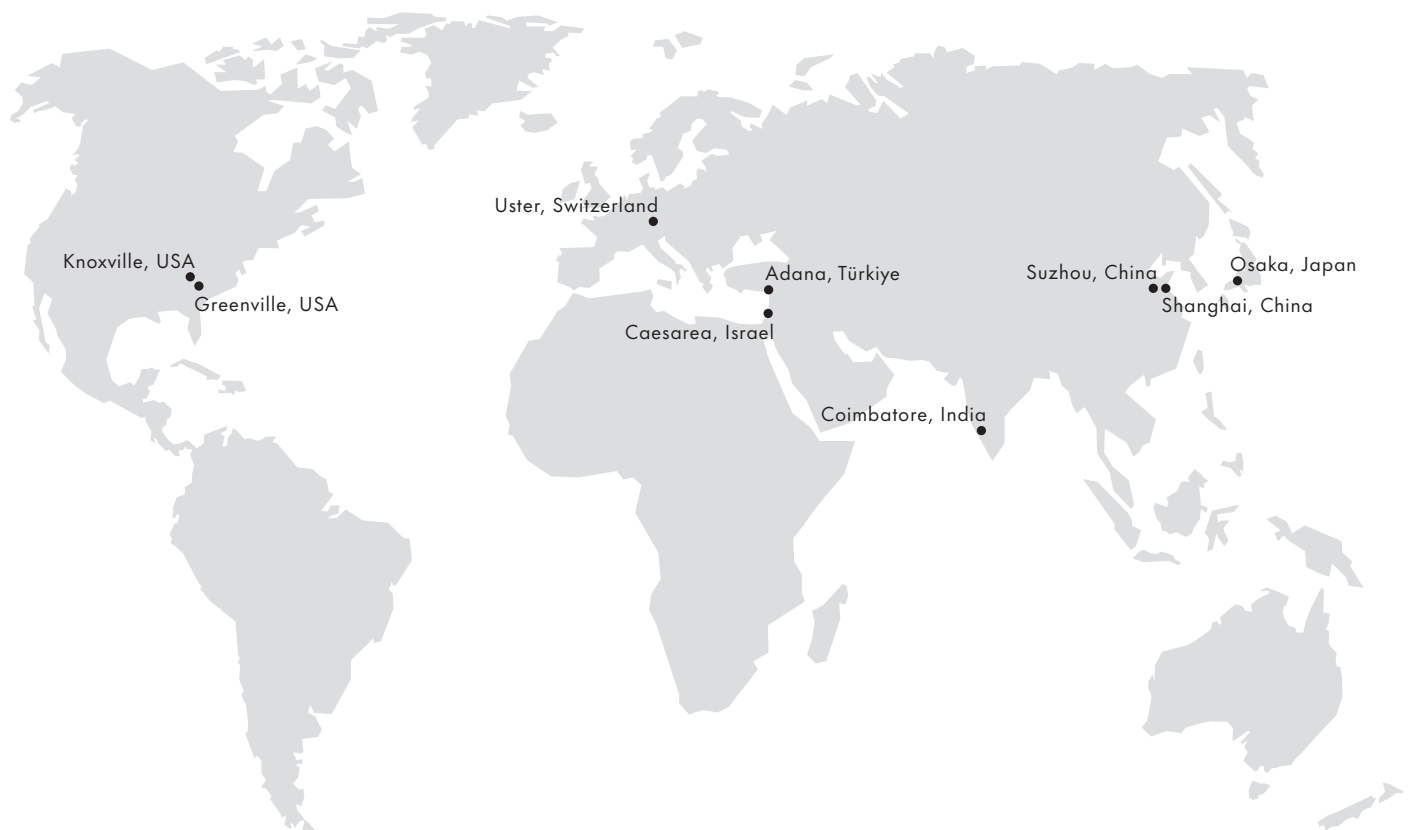 Uster, Switzerland
Knoxville, USA
Greenville, USA
Adana, Türkiye
Caesarea, Israel
Suzhou, China
Osaka, Japan
Shanghai, China
Coimbatore, India